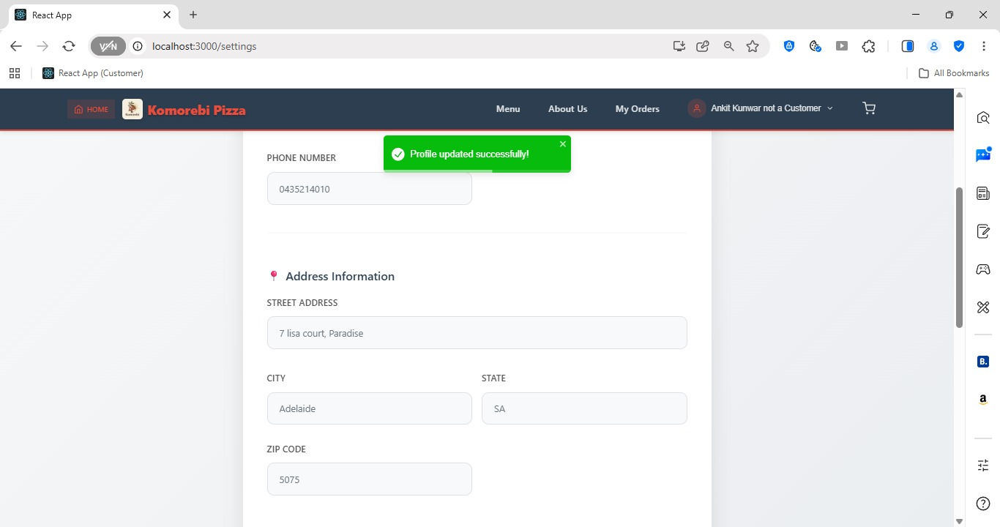 React App
VPN
localhost:3000/settings
React App (Customer)
All Bookmarks
HOME
Komorebi Pizza
Menu
About Us
My Orders
Ankit Kunwar not a Customer
Profile updated successfully!
PHONE NUMBER
0435214010
Address Information
STREET ADDRESS
7 lisa court, Paradise
CITY
STATE
Adelaide
SA
ZIP CODE
5075
B.
a